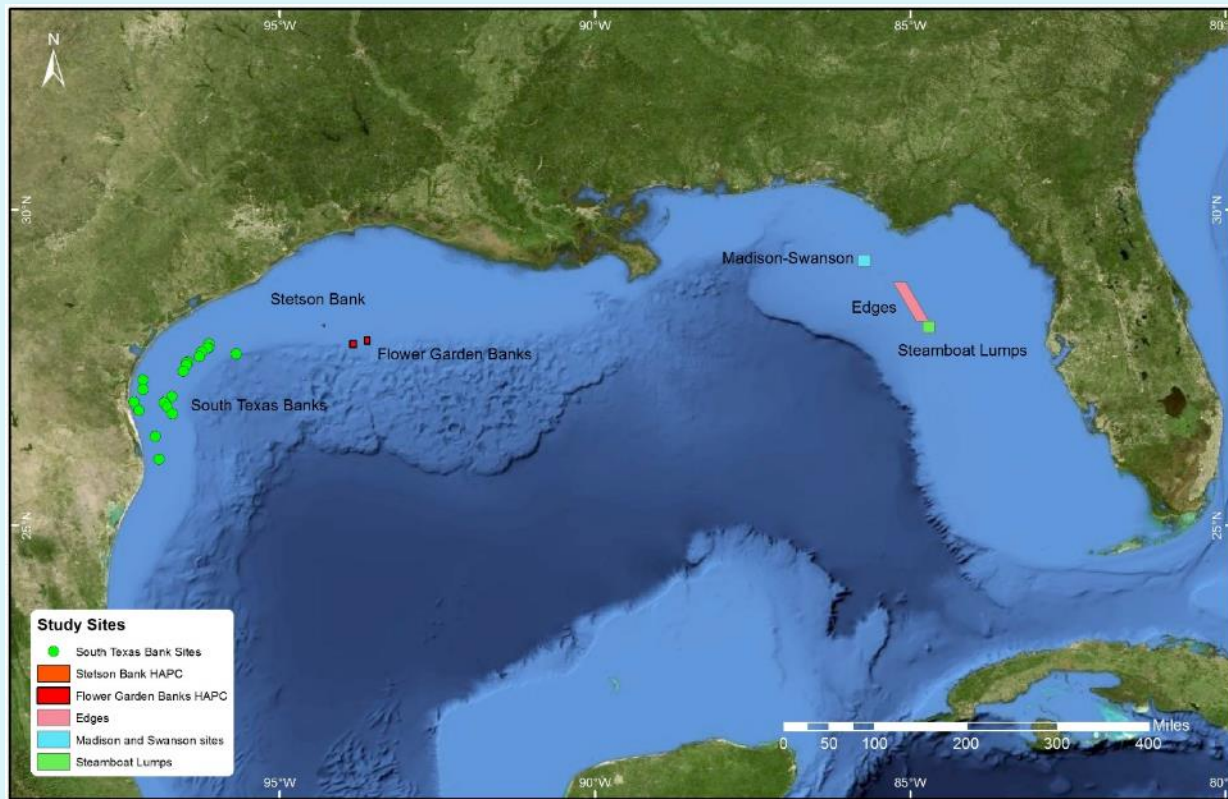 95°W 90°W 85°W 80°
N
30°N 30°N
Madison-Swanson
Edges
Stetson Bank
Flower Garden Banks
Steamboat Lumps
South Texas Banks
25°N
Study Sites
South Texas Bank Sites
Stetson Bank HAPC
Flower Garden Banks HAPC
Edges
Madison and Swanson sites
Steamboat Lumps
Miles
0 50 100 200 300 400
95°W 90°W 85°W 80°